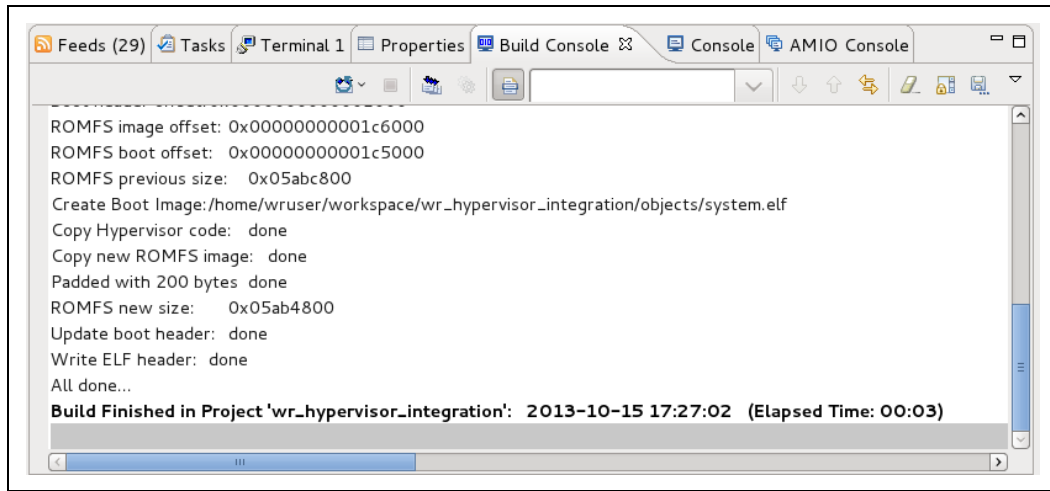 Feeds (29) Tasks Terminal 1 Properties Build Console Console AMIO Console
ROMFS image offset: 0x00000000001c6000
ROMFS boot offset: 0x00000000001c5000
ROMFS previous size: 0x05abc800
Create Boot Image:/home/wruser/workspace/wr_hypervisor_integration/objects/system.elf
Copy Hypervisor code: done
Copy new ROMFS image: done
Padded with 200 bytes done
ROMFS new size: 0x05ab4800
Update boot header: done
Write ELF header: done
All done...
Build Finished in Project 'wr_hypervisor_integration': 2013-10-15 17:27:02 (Elapsed Time: 00:03)